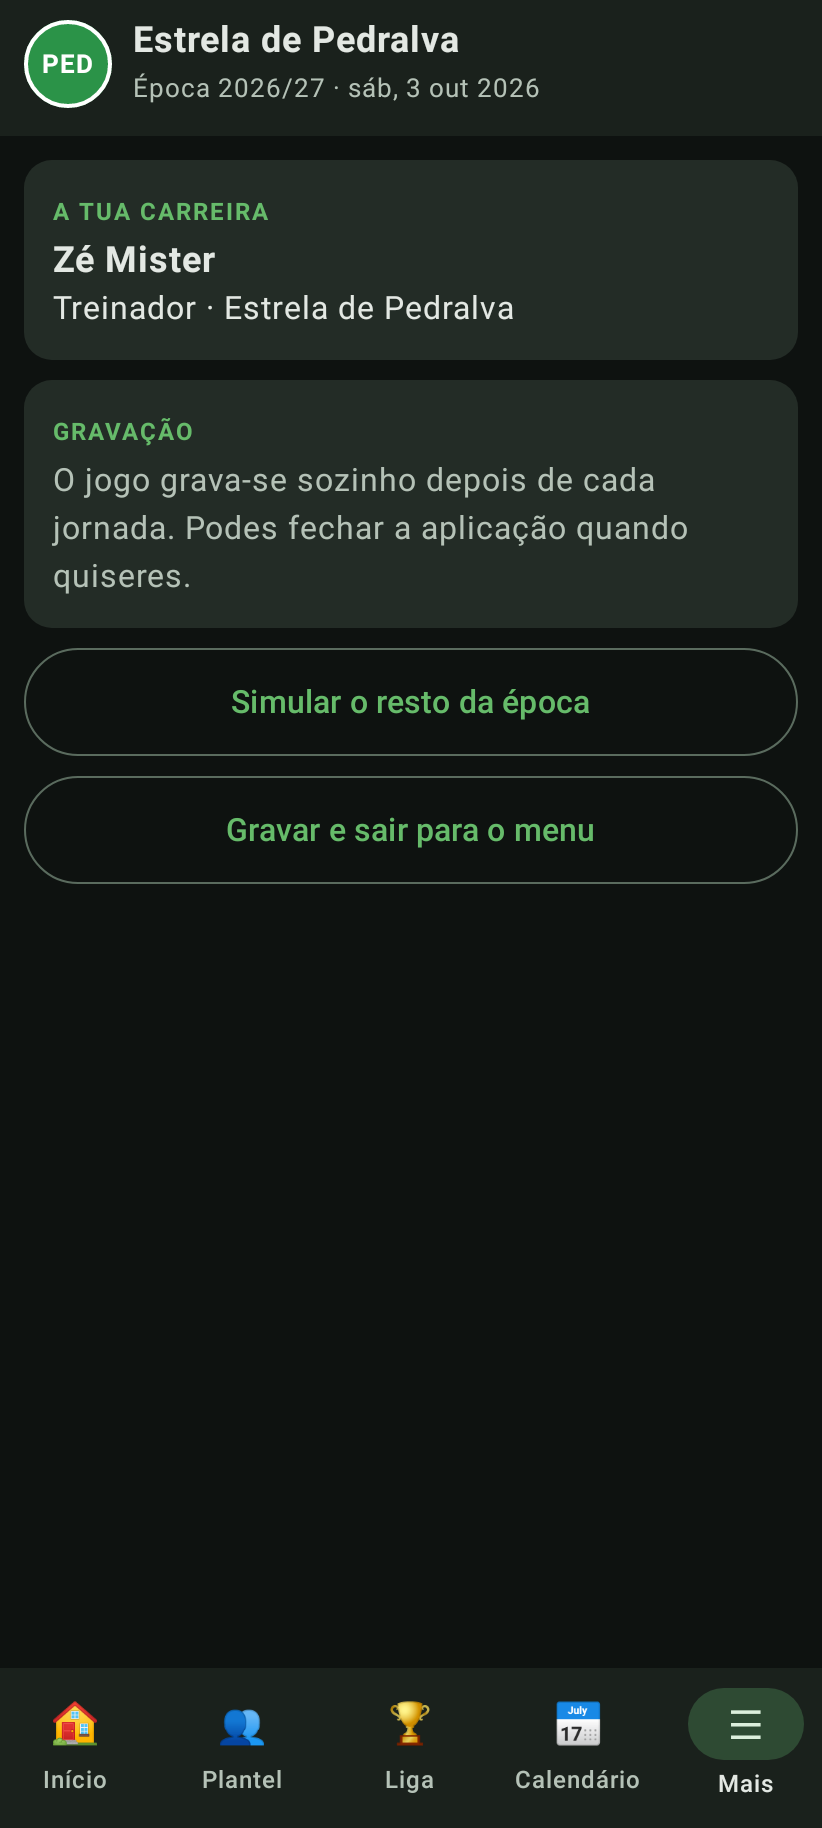 PED
Estrela de Pedralva
Época 2026/27 · sáb, 3 out 2026
A TUA CARREIRA
Zé Mister
Treinador · Estrela de Pedralva
GRAVAÇÃO
O jogo grava-se sozinho depois de cada
jornada. Podes fechar a aplicação quando
quiseres.
Simular o resto da época
Gravar e sair para o menu
July
17
Início
Plantel
Liga
Calendário
Mais